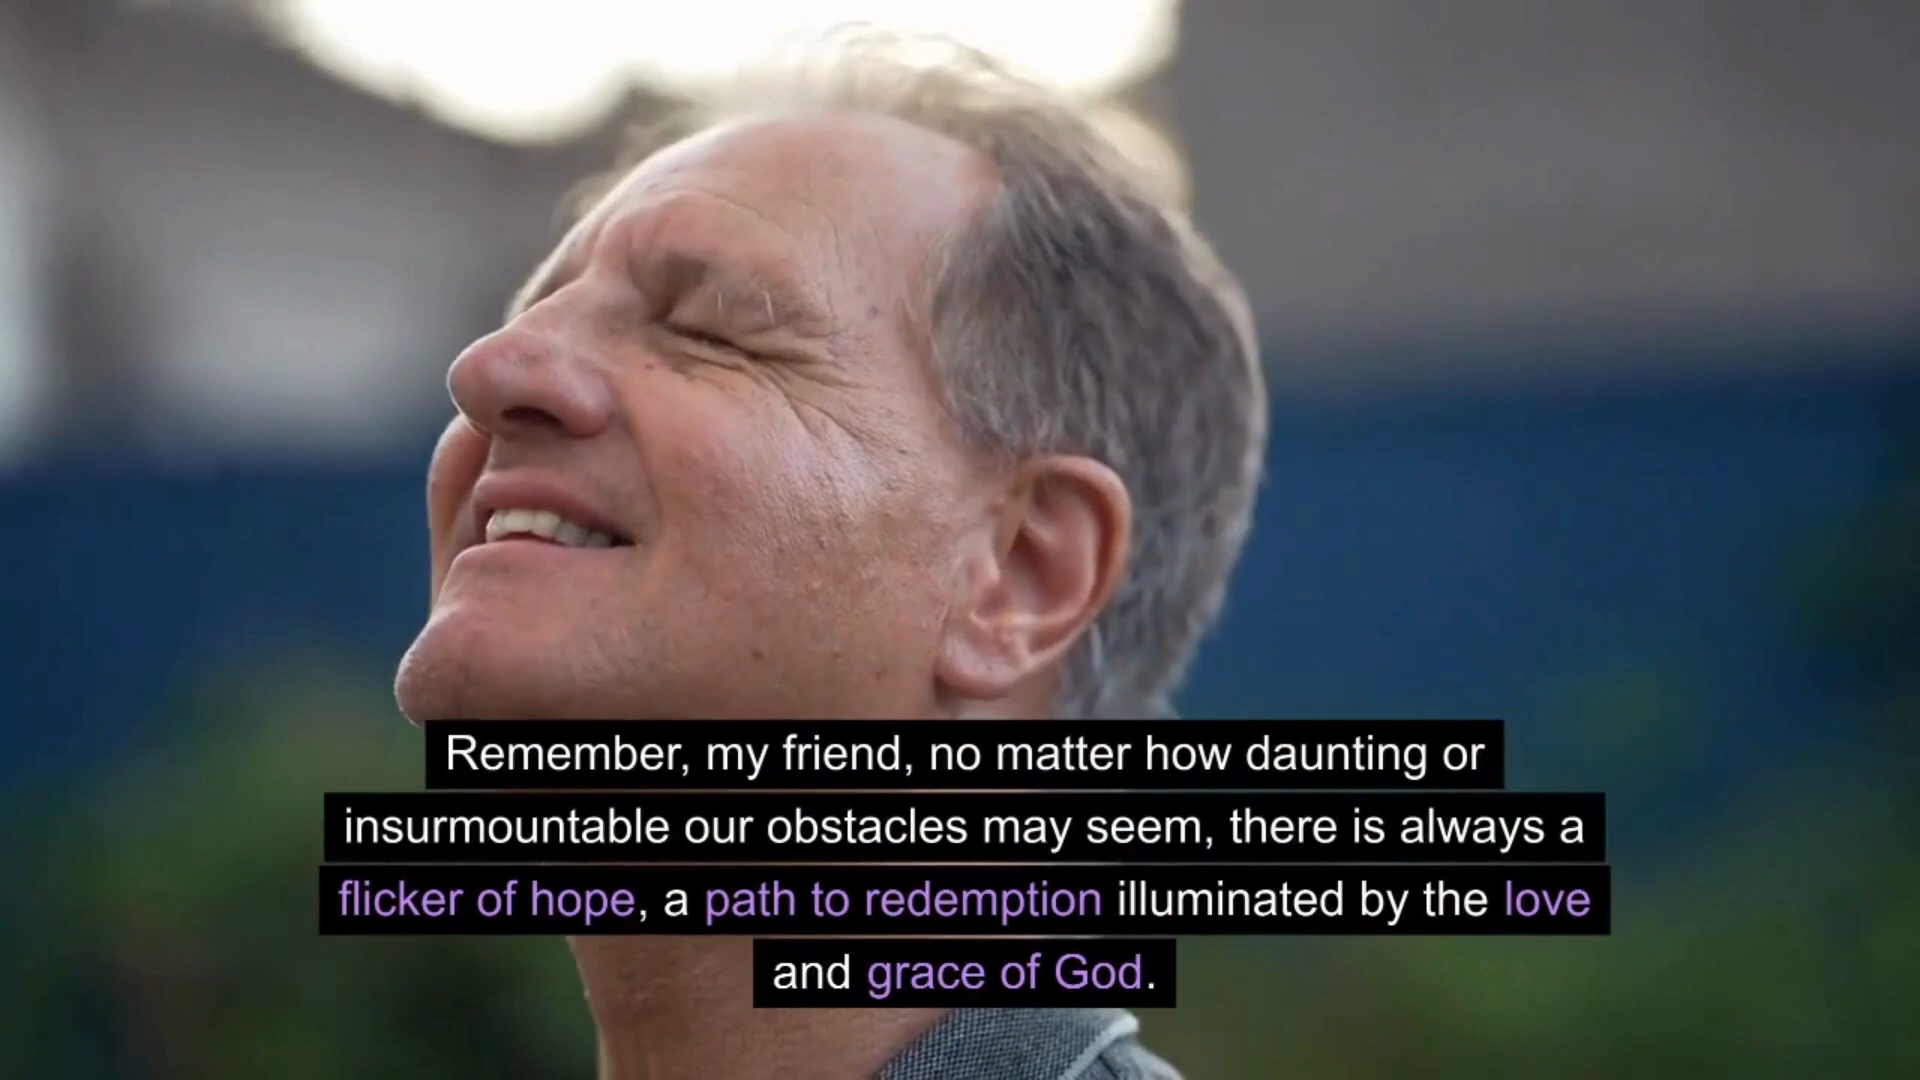 Remember, my friend, no matter how daunting or
insurmountable our obstacles may seem, there is always a
flicker of hope, a path to redemption illuminated by the love
and grace of God.